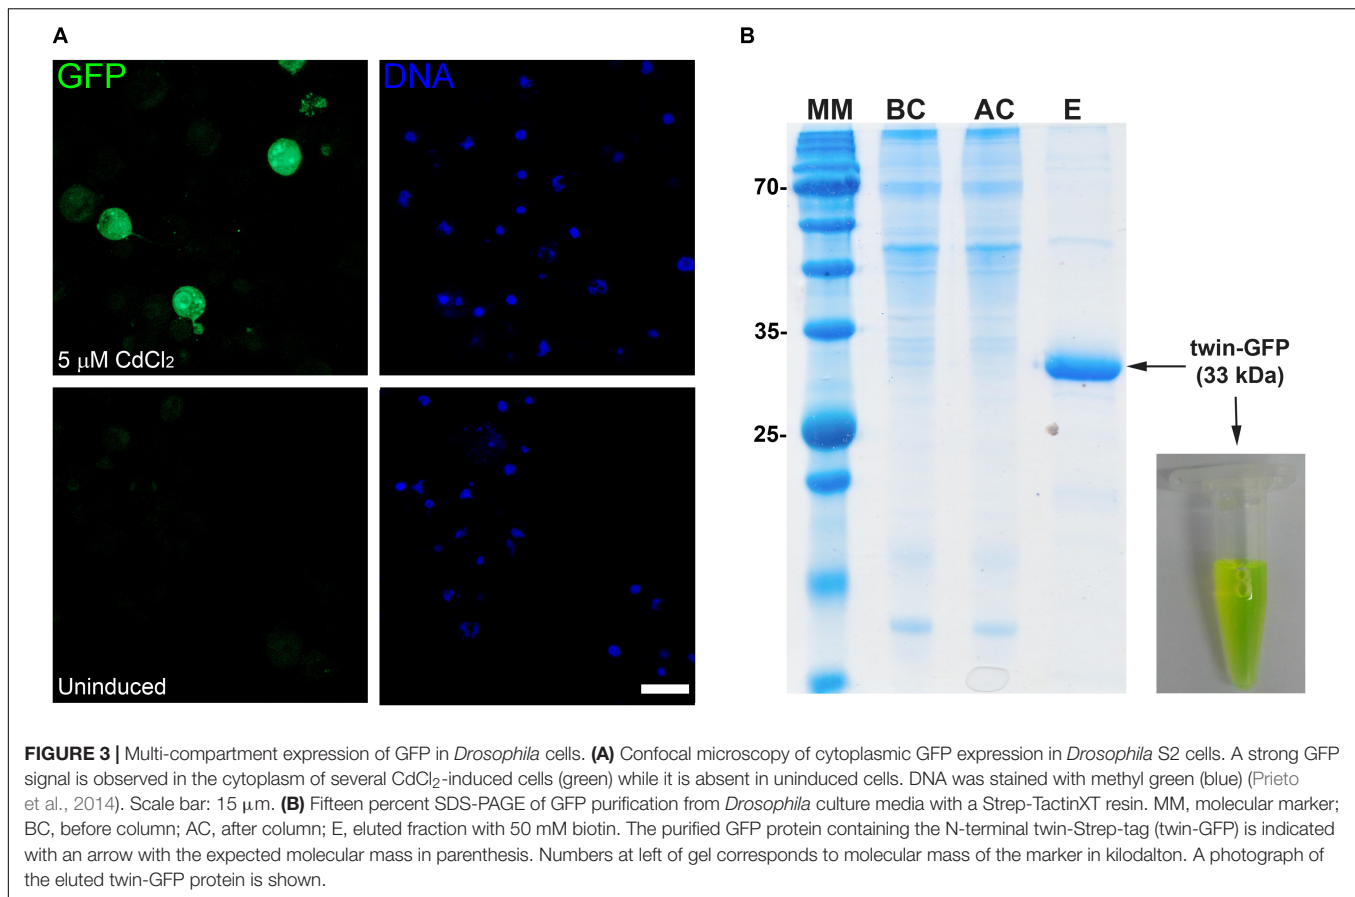 A
B
GFP
DNA
5 μM CdCl2
Uninduced
MM BC AC E
70-
35-
25-
twin-GFP
(33 kDa)
8
FIGURE 3 | Multi-compartment expression of GFP in Drosophila cells. (A) Confocal microscopy of cytoplasmic GFP expression in Drosophila S2 cells. A strong GFP
signal is observed in the cytoplasm of several CdCl2-induced cells (green) while it is absent in uninduced cells. DNA was stained with methyl green (blue) (Prieto
et al., 2014). Scale bar: 15 μm. (B) Fifteen percent SDS-PAGE of GFP purification from Drosophila culture media with a Strep-TactinXT resin. MM, molecular marker;
BC, before column; AC, after column; E, eluted fraction with 50 mM biotin. The purified GFP protein containing the N-terminal twin-Strep-tag (twin-GFP) is indicated
with an arrow with the expected molecular mass in parenthesis. Numbers at left of gel corresponds to molecular mass of the marker in kilodalton. A photograph of
the eluted twin-GFP protein is shown.